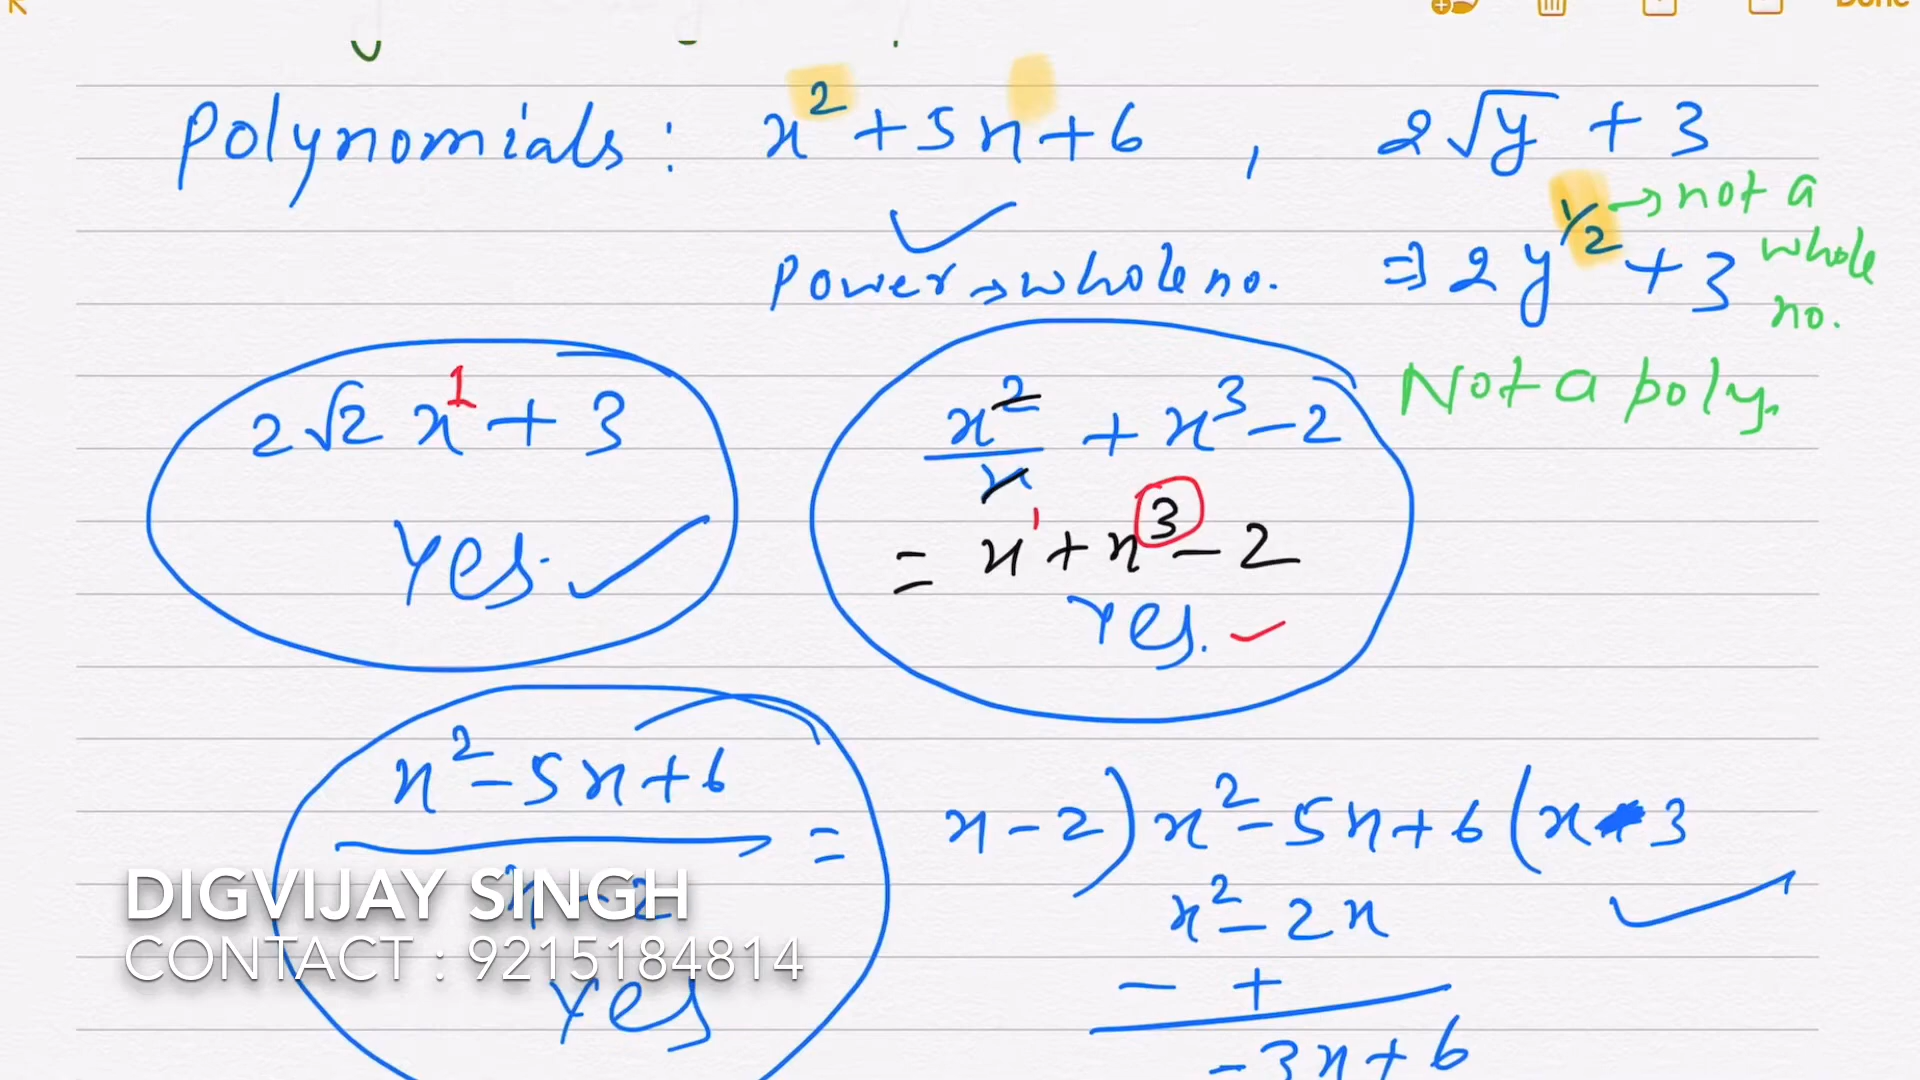 Polynomials : x² + 5x + 6 , 2√y + 3
Power → whole no. ⇒ 2y^1/2 + 3 → not a whole no.
Not a poly.
2√2 x¹ + 3
Yes.
x²/x + x³ - 2
= x¹ + x³ - 2
Yes.
x² - 5x + 6
x - 2
=
x - 2 ) x² - 5x + 6 ( x - 3
x² - 2x
- +
- 3x + 6
Yes
DIGVIJAY SINGH
CONTACT : 9215184814